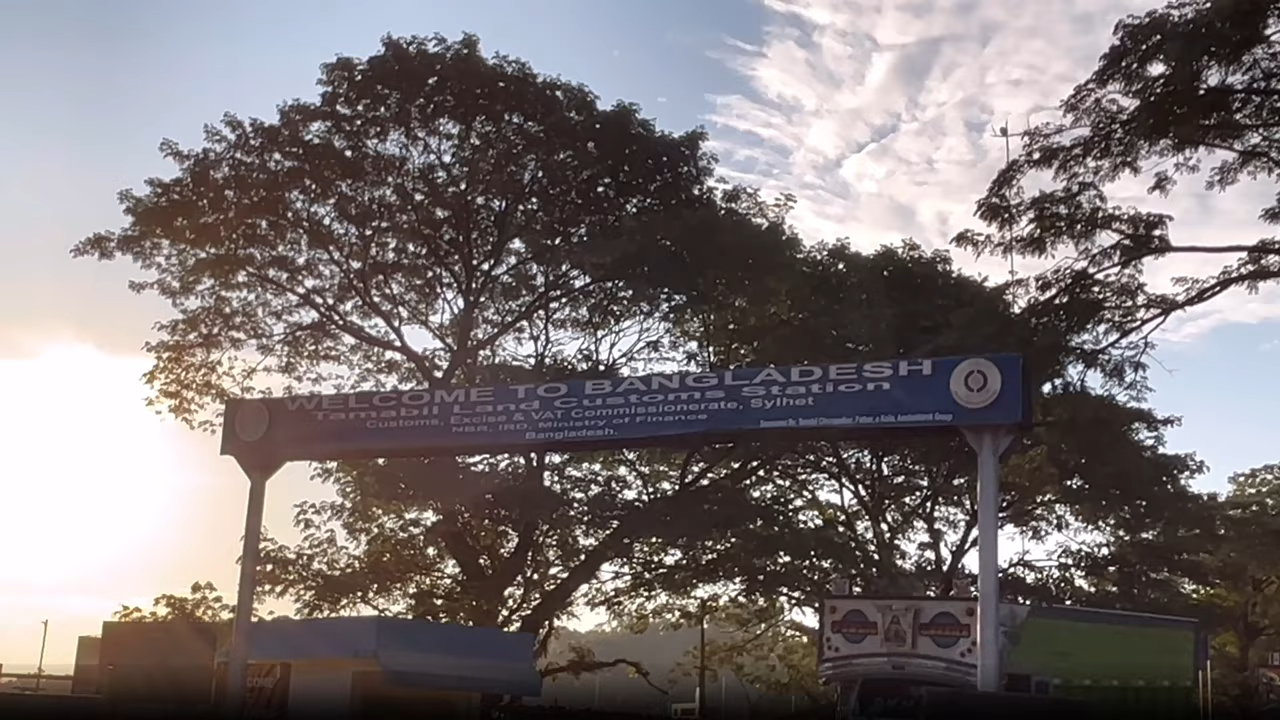 WELCOME TO BANGLADESH
Tamabil Land Customs Station
Customs, Excise & VAT Commissionerate, Sylhet
NBR, IRD, Ministry of Finance
Bangladesh.